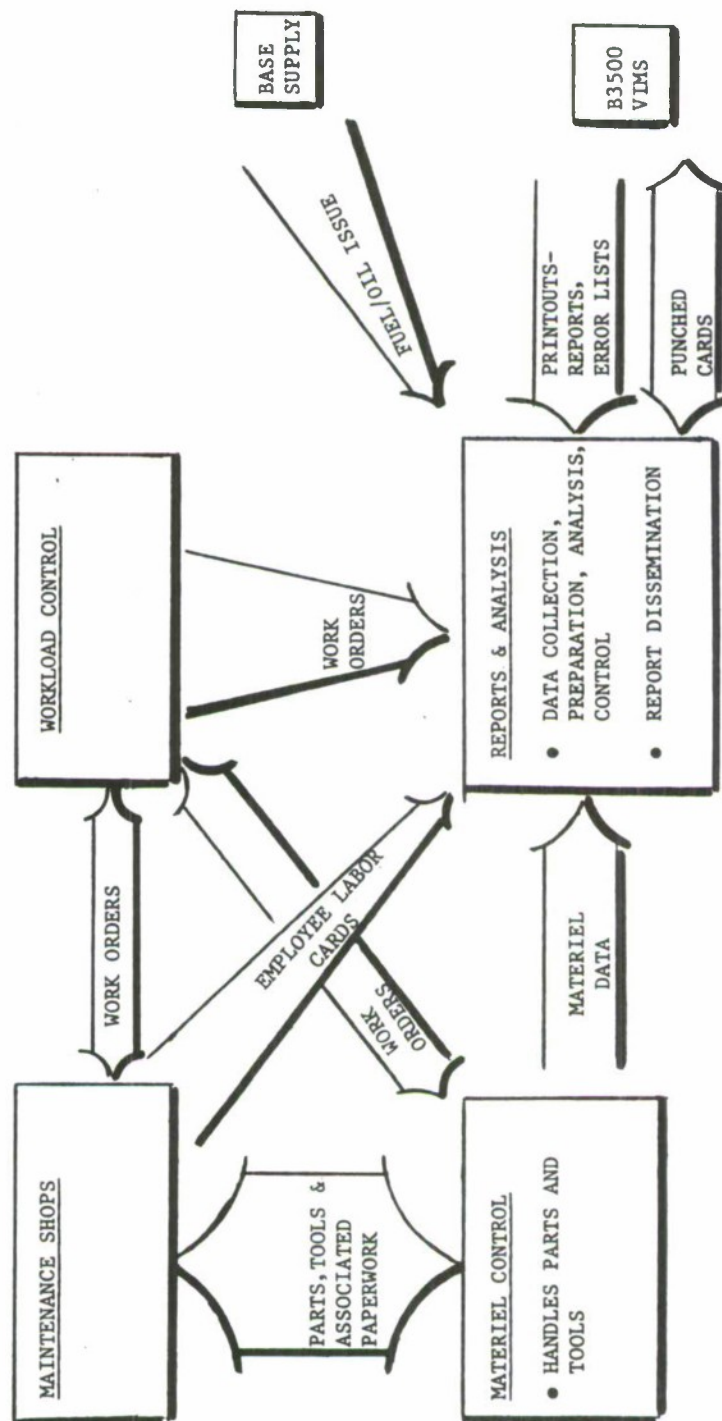 MAINTENANCE SHOPS
WORK ORDERS
WORKLOAD CONTROL
BASE
SUPPLY
FUEL/OIL ISSUE
WORK
ORDERS
EMPLOYEE LABOR
CARDS
WORK
ORDERS
PARTS, TOOLS &
ASSOCIATED
PAPERWORK
MATERIEL CONTROL
• HANDLES PARTS AND
TOOLS
MATERIEL
DATA
REPORTS & ANALYSIS
• DATA COLLECTION,
PREPARATION, ANALYSIS,
CONTROL
• REPORT DISSEMINATION
PRINTOUTS-
REPORTS,
ERROR LISTS
PUNCHED
CARDS
B3500
VIMS